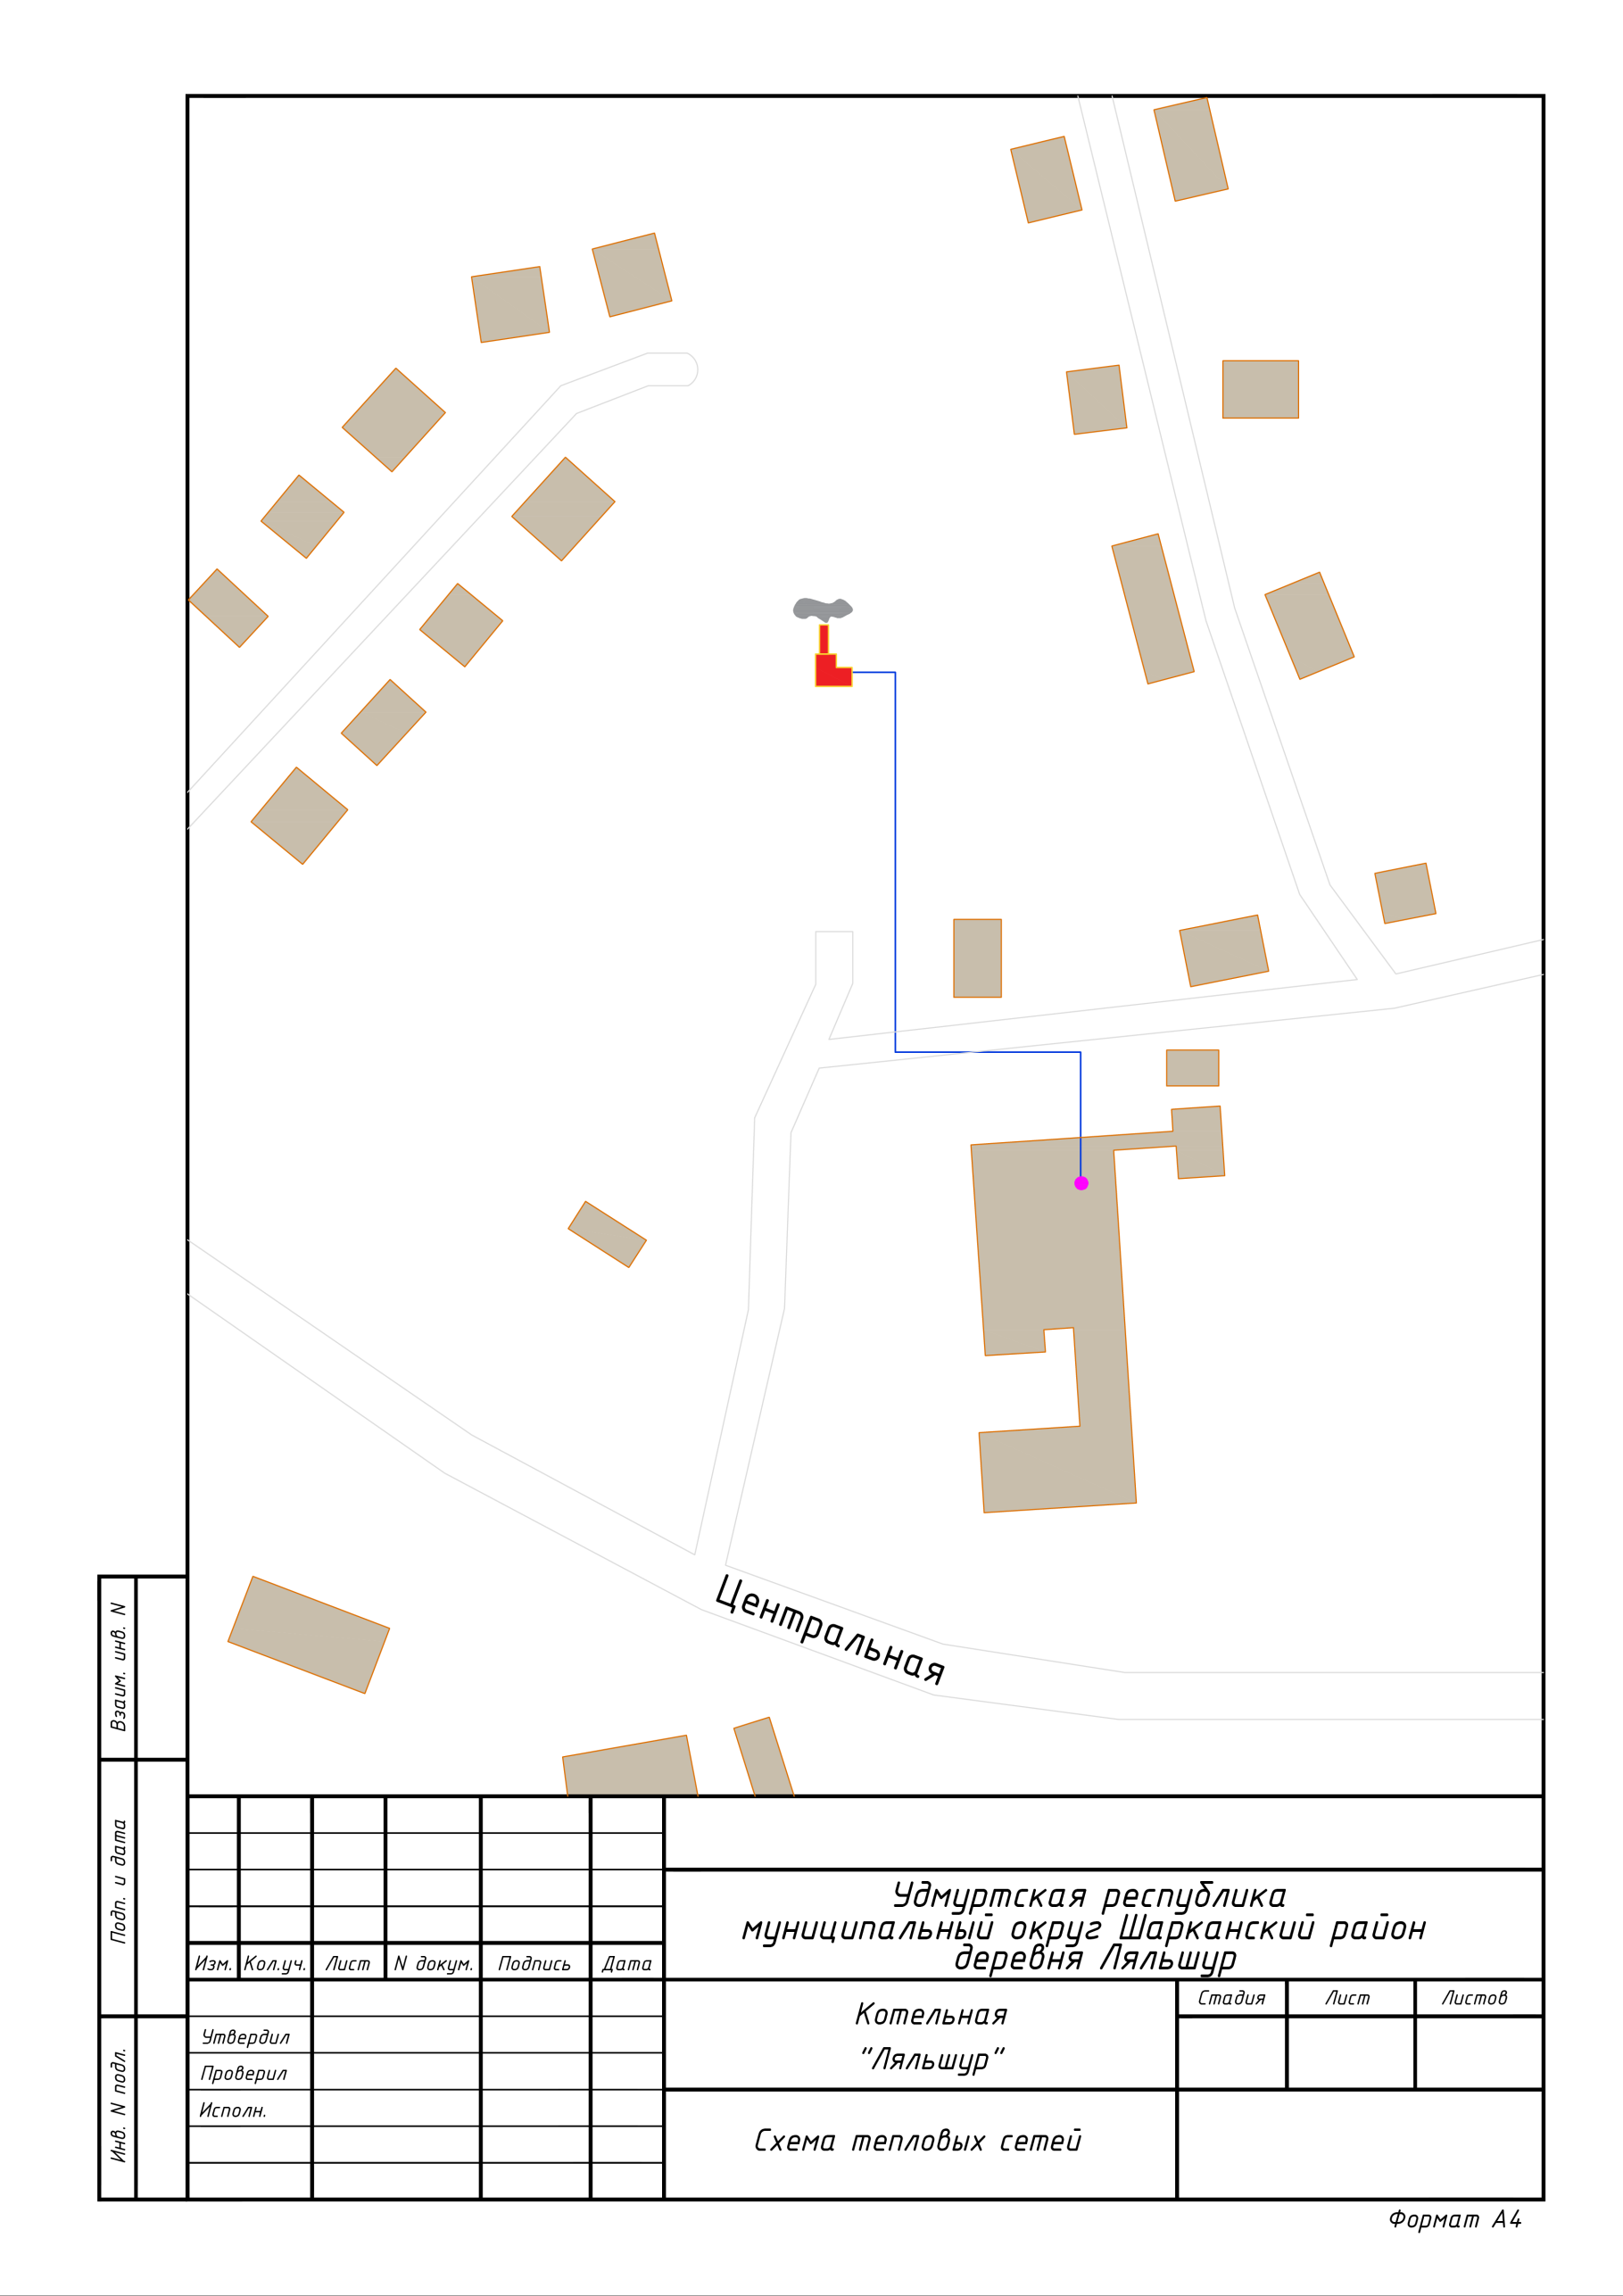 Центральная
Взаим. инв. N
Подп. и дата
Инв. N подл.
Удмуртская республика
муниципальный округ Шарканский район
деревня Ляльшур
Изм. Кол.уч. Лист N докум. Подпись Дата
Котельная
"Ляльшур"
Стадия Лист Листов
Утвердил
Проверил
Исполн.
Схема тепловых сетей
Формат А4